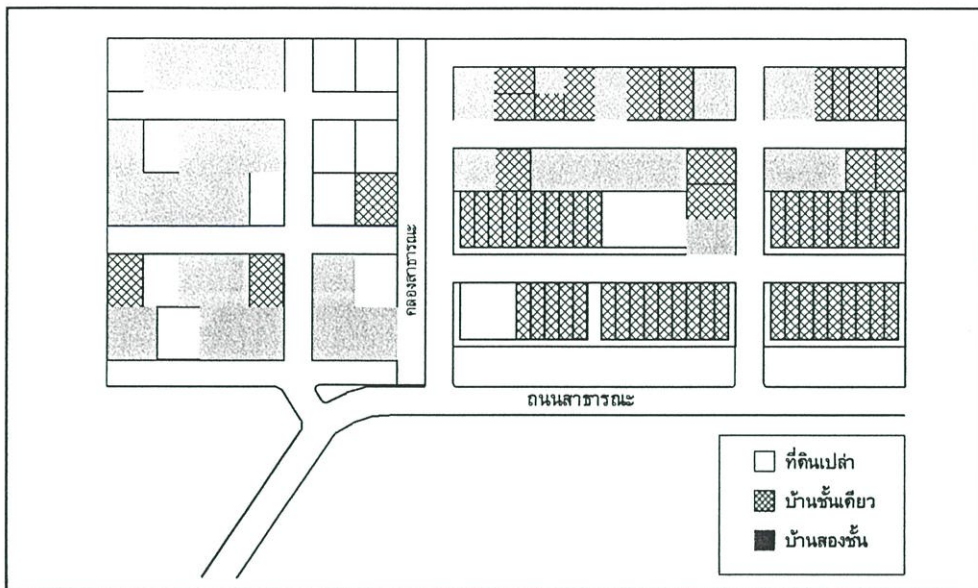 คลองสาธารณะ
ถนนสาธารณะ
ที่ดินเปล่า
บ้านชั้นเดียว
บ้านสองชั้น